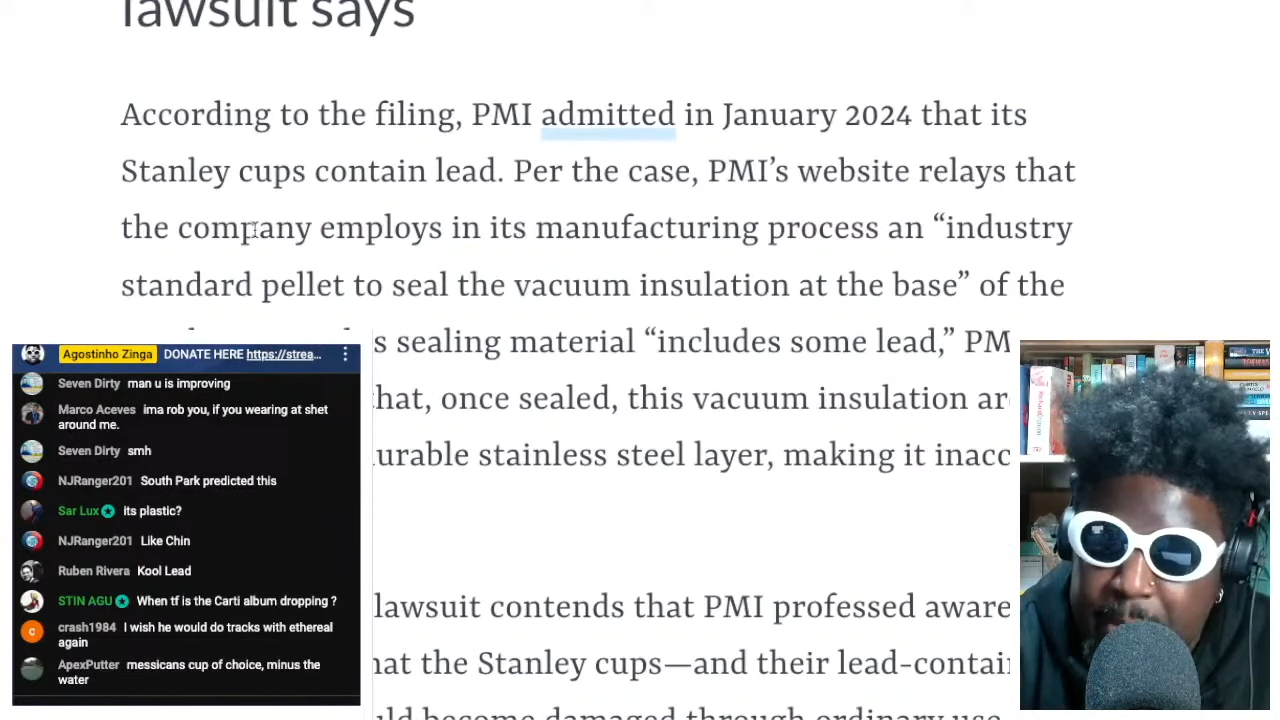 lawsuit says
According to the filing, PMI admitted in January 2024 that its
Stanley cups contain lead. Per the case, PMI’s website relays that
the company employs in its manufacturing process an “industry
standard pellet to seal the vacuum insulation at the base” of the
s sealing material “includes some lead,” PM
that, once sealed, this vacuum insulation ar
urable stainless steel layer, making it inacc
lawsuit contends that PMI professed aware
at the Stanley cups—and their lead-contai
uld become damaged through ordinary use
Agostinho Zinga DONATE HERE https://strea...
Seven Dirty man u is improving
Marco Aceves ima rob you, if you wearing at shet
around me.
Seven Dirty smh
NJRanger201 South Park predicted this
Sar Lux its plastic?
NJRanger201 Like Chin
Ruben Rivera Kool Lead
STIN AGU When tf is the Carti album dropping ?
c crash1984 I wish he would do tracks with ethereal
again
ApexPutter messicans cup of choice, minus the
water